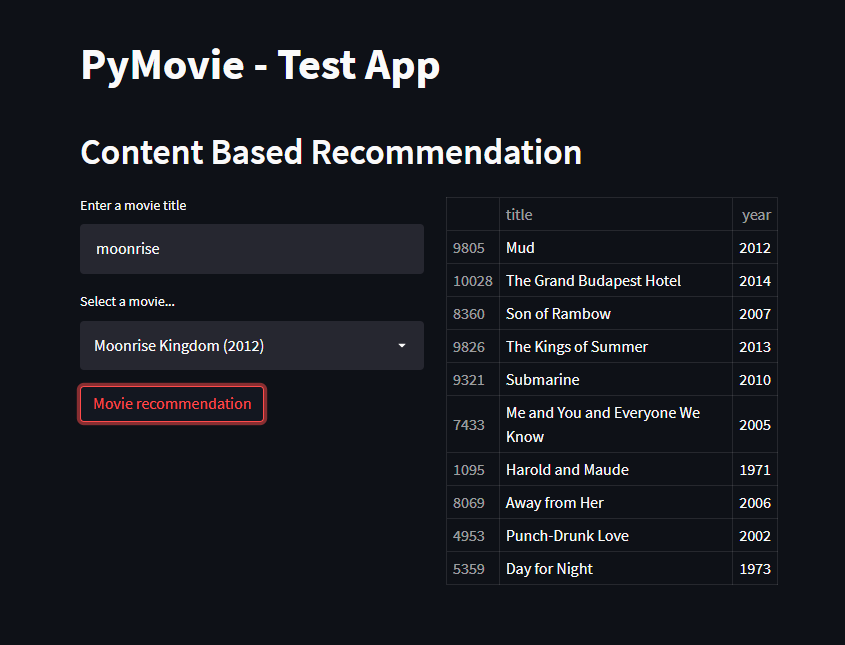 PyMovie - Test App
Content Based Recommendation
Enter a movie title
moonrise
Select a movie...
Moonrise Kingdom (2012)
Movie recommendation
title year
9805 Mud 2012
10028 The Grand Budapest Hotel 2014
8360 Son of Rambow 2007
9826 The Kings of Summer 2013
9321 Submarine 2010
7433 Me and You and Everyone We
Know 2005
1095 Harold and Maude 1971
8069 Away from Her 2006
4953 Punch-Drunk Love 2002
5359 Day for Night 1973